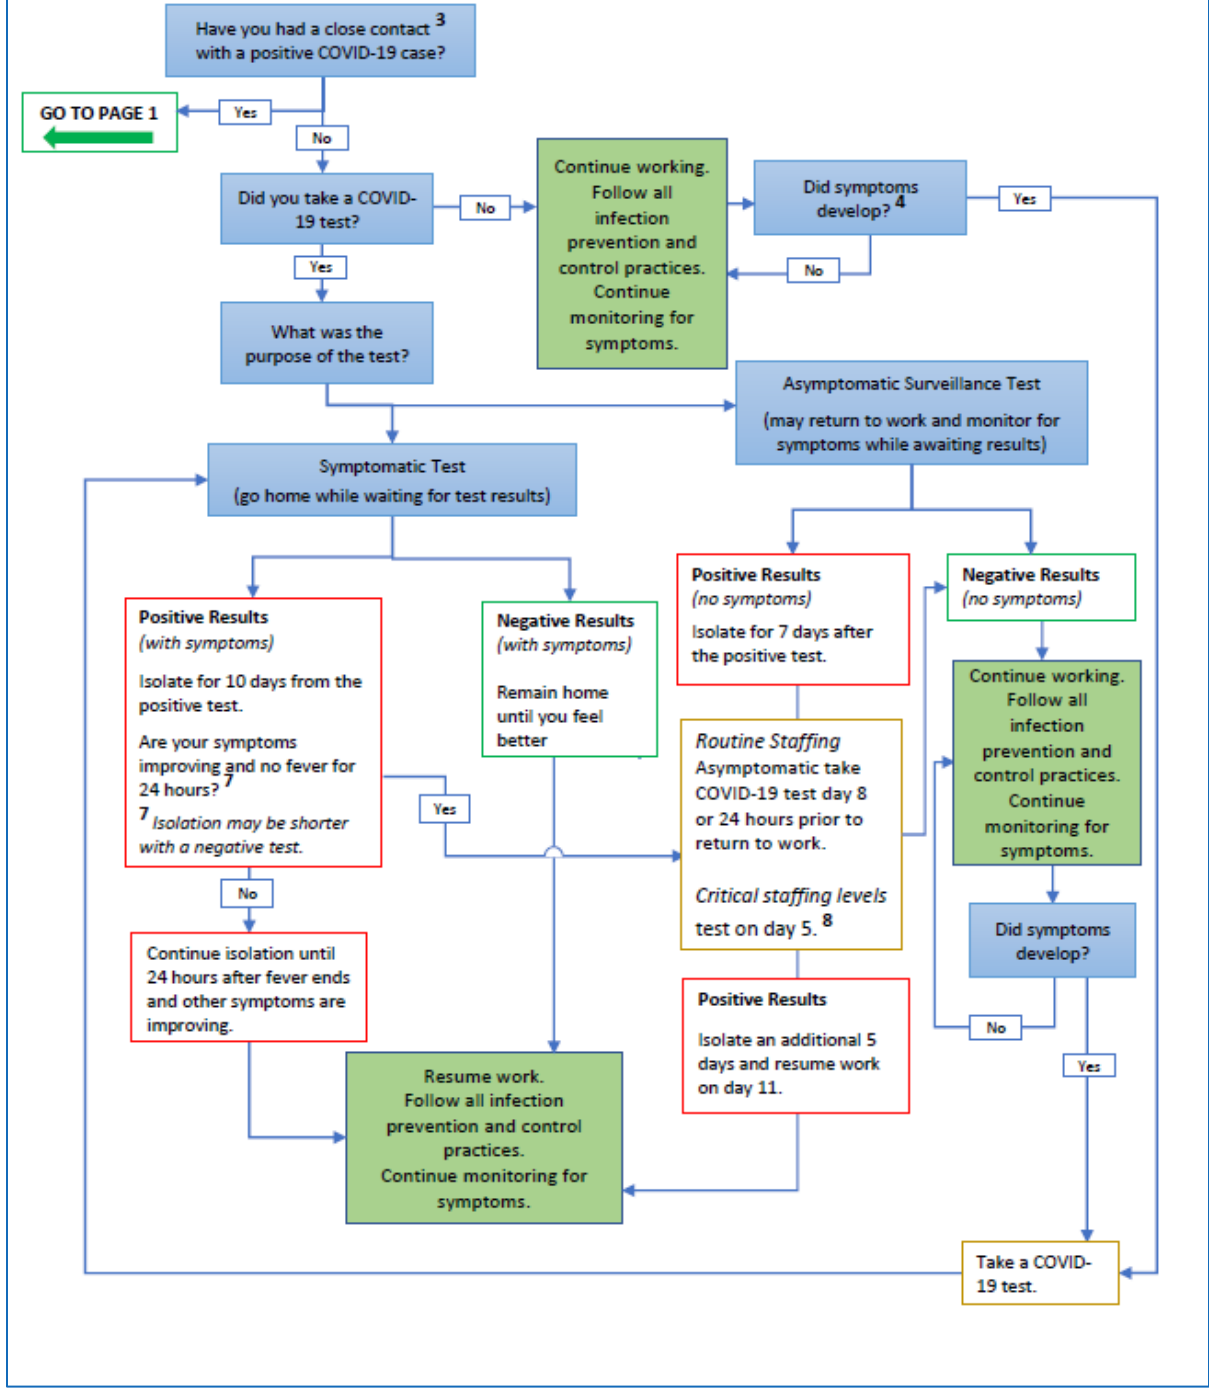 Have you had a close contact 3
with a positive COVID-19 case?
GO TO PAGE 1
Yes
No
Did you take a COVID-
19 test?
No
Yes
Continue working.
Follow all
infection
prevention and
control practices.
Continue
monitoring for
symptoms.
Did symptoms
develop? 4
Yes
No
What was the
purpose of the test?
Asymptomatic Surveillance Test
(may return to work and monitor for
symptoms while awaiting results)
Symptomatic Test
(go home while waiting for test results)
Positive Results
(with symptoms)
Isolate for 10 days from the
positive test.
Are your symptoms
improving and no fever for
24 hours? 7
7 Isolation may be shorter
with a negative test.
Negative Results
(with symptoms)
Remain home
until you feel
better
Positive Results
(no symptoms)
Isolate for 7 days after
the positive test.
Negative Results
(no symptoms)
Yes
No
Routine Staffing
Asymptomatic take
COVID-19 test day 8
or 24 hours prior to
return to work.
Critical staffing levels
test on day 5. 8
Continue working.
Follow all
infection
prevention and
control practices.
Continue
monitoring for
symptoms.
Did symptoms
develop?
No
Yes
Continue isolation until
24 hours after fever ends
and other symptoms are
improving.
Positive Results
Isolate an additional 5
days and resume work
on day 11.
Resume work.
Follow all infection
prevention and control
practices.
Continue monitoring for
symptoms.
Take a COVID-
19 test.